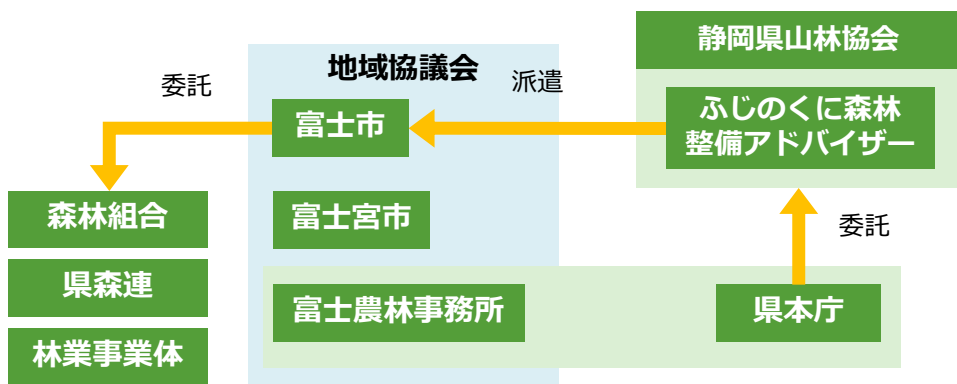 静岡県山林協会
地域協議会
委託
派遣
富士市
ふじのくに森林
整備アドバイザー
森林組合
富士宮市
委託
県森連
富士農林事務所
県本庁
林業事業体